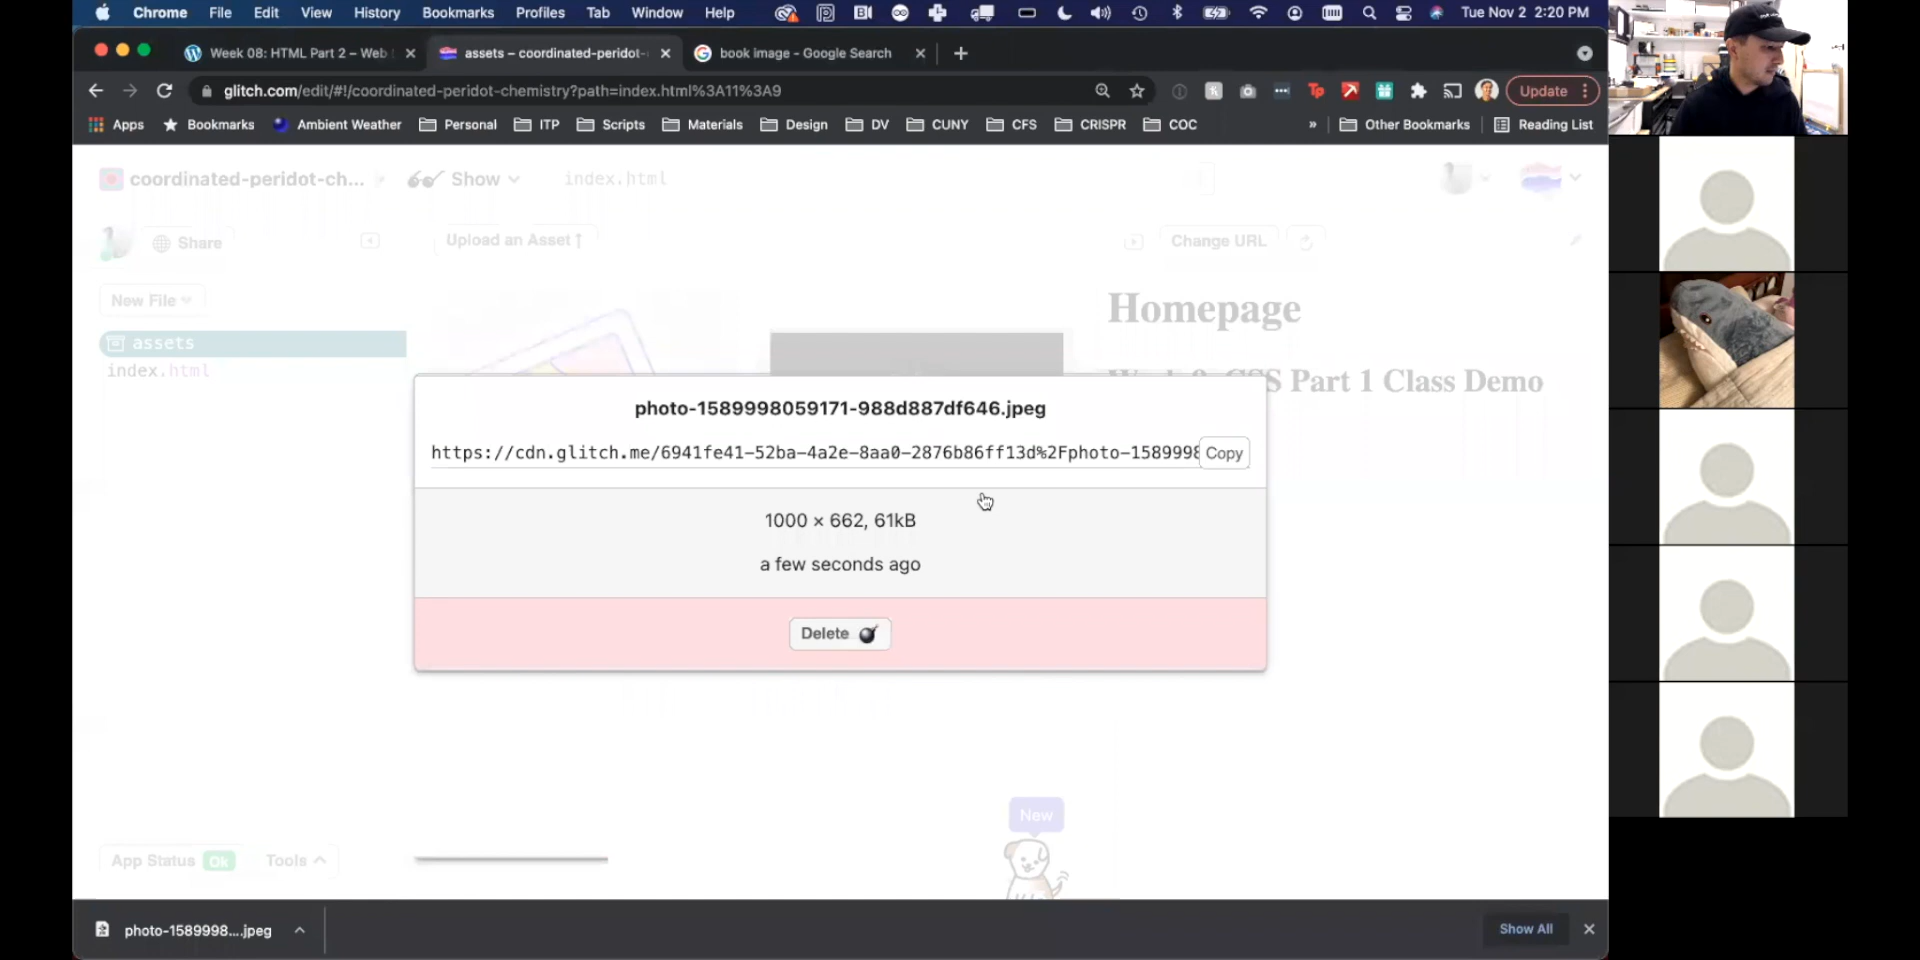 Chrome File Edit View History Bookmarks Profiles Tab Window Help Tue Nov 2 2:20 PM
Week 08: HTML Part 2 – Web
assets – coordinated-peridot-
book image - Google Search
glitch.com/edit/#!/coordinated-peridot-chemistry?path=index.html%3A11%3A9
Update
Apps Bookmarks Ambient Weather Personal ITP Scripts Materials Design DV CUNY CFS CRISPR COC » Other Bookmarks Reading List
coordinated-peridot-ch... Show index.html
Share Upload an Asset Change URL
New File
Homepage
assets
index.html
CSS Part 1 Class Demo
photo-1589998059171-988d887df646.jpeg
https://cdn.glitch.me/6941fe41-52ba-4a2e-8aa0-2876b86ff13d%2Fphoto-1589998
Copy
1000 × 662, 61kB
a few seconds ago
Delete
New
App Status Ok Tools
photo-1589998....jpeg
Show All